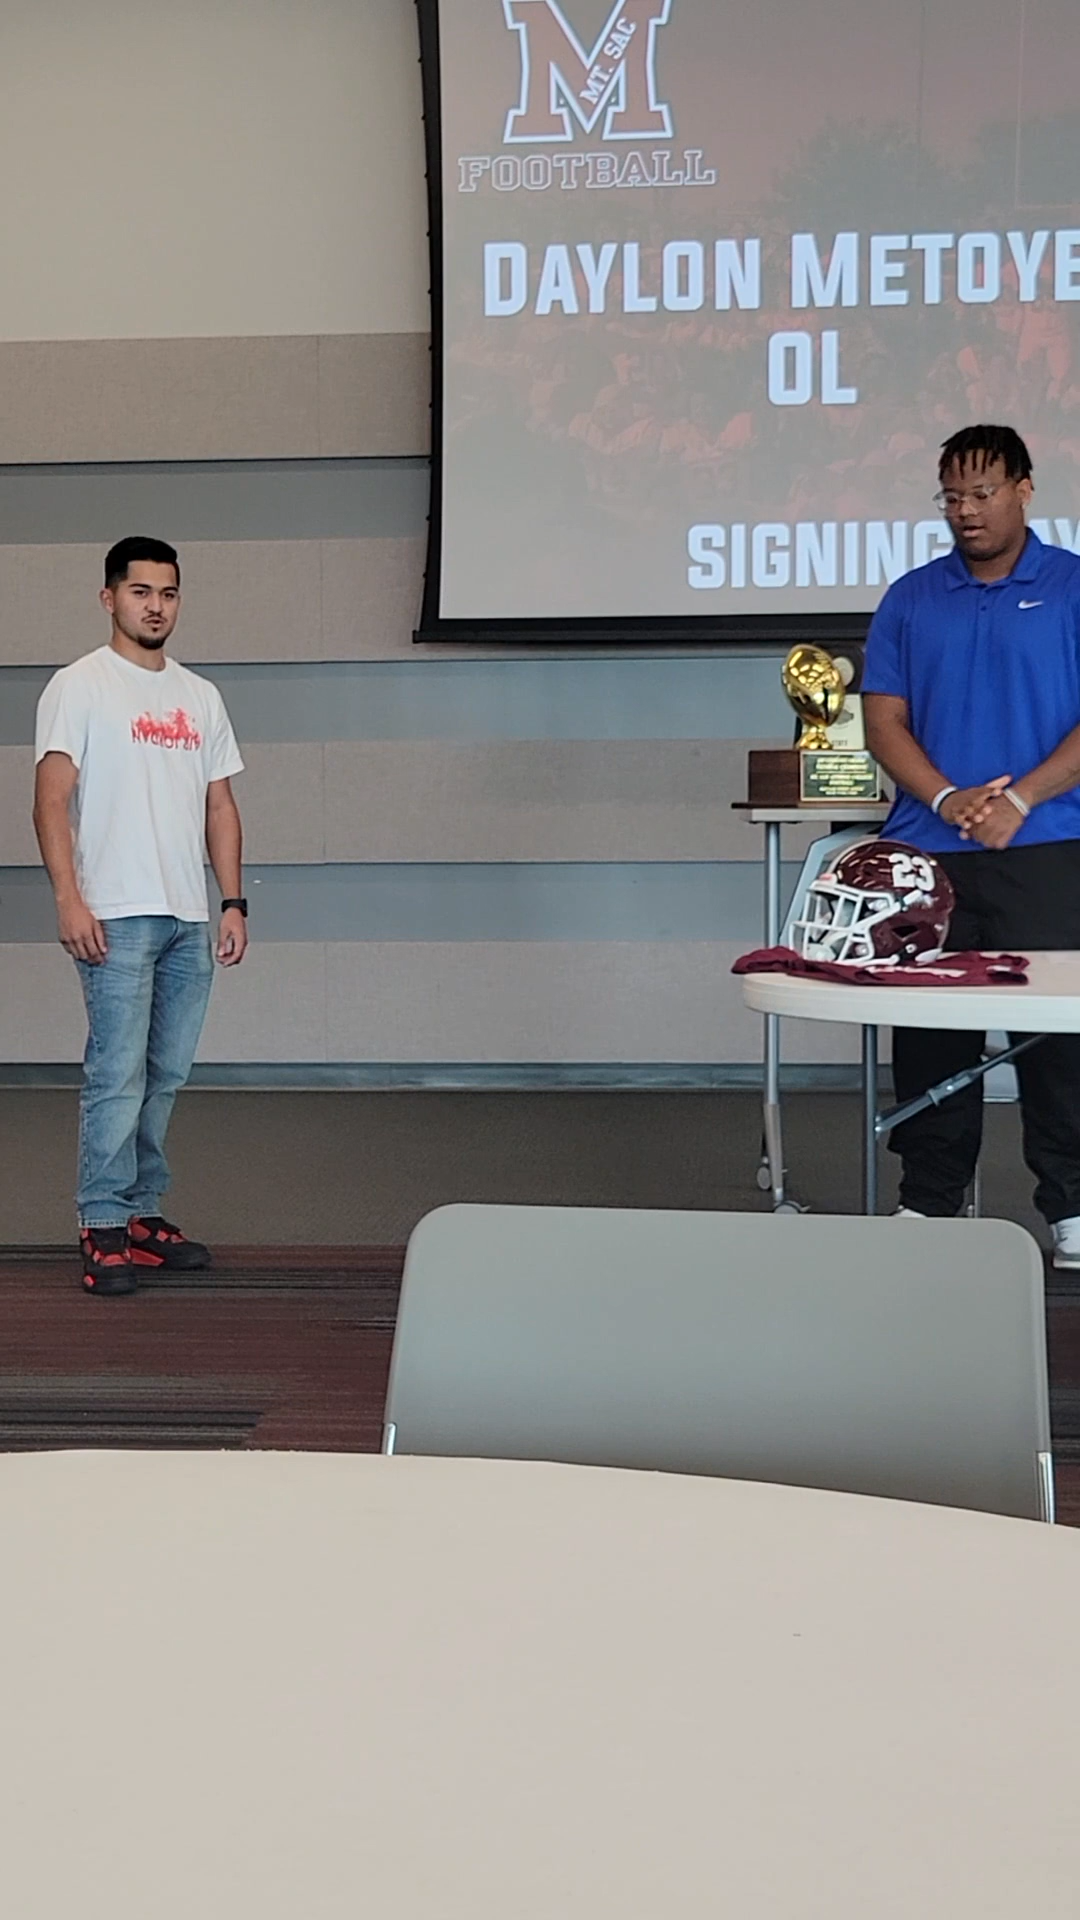 MT. SAC
FOOTBALL
DAYLON METOYE
OL
SIGNING
23